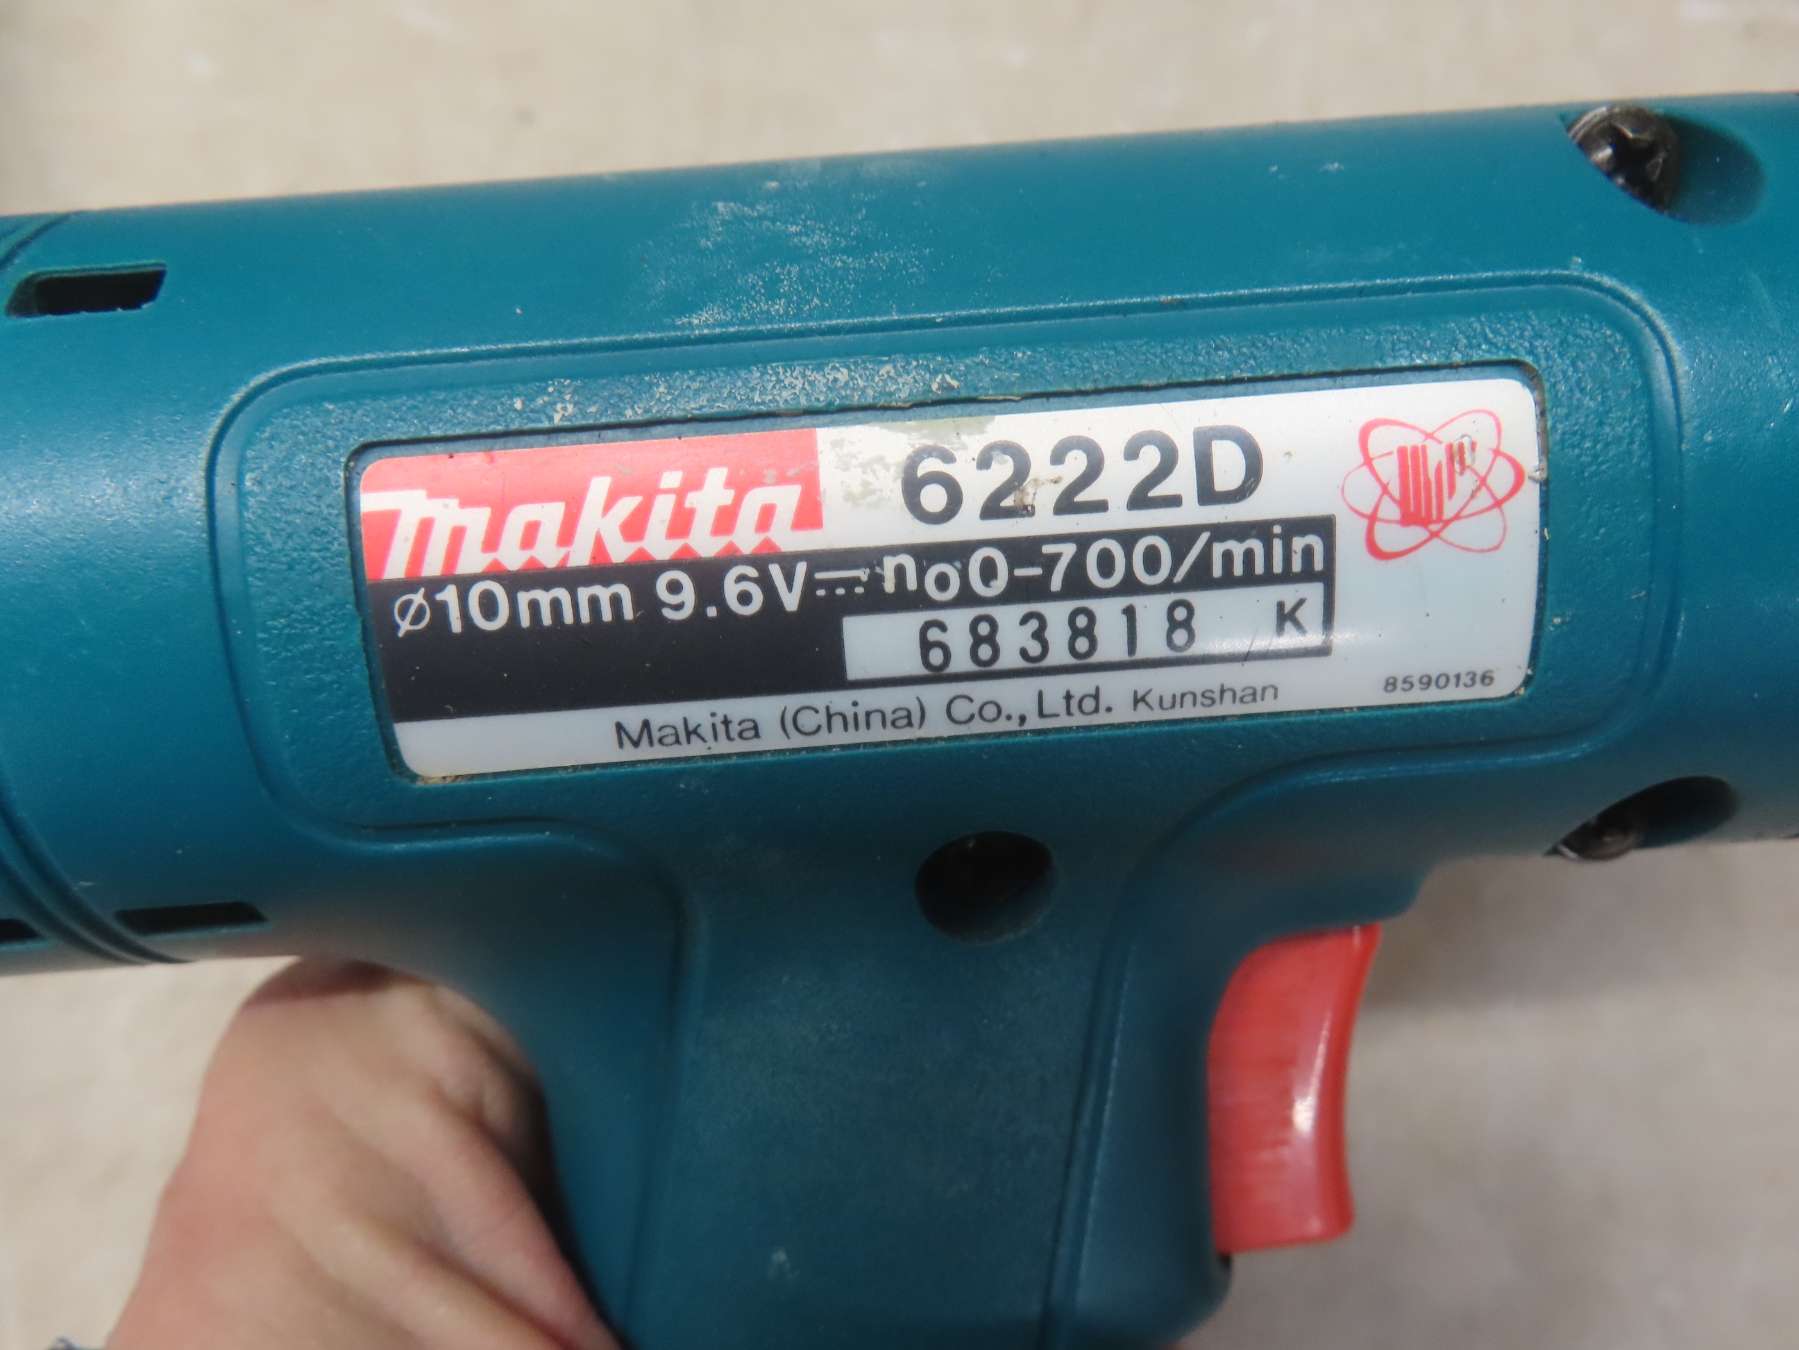 makita 6222D
ø10mm 9.6V⎓n₀0-700/min
683818 K
Makita (China) Co., Ltd. Kunshan 8590136